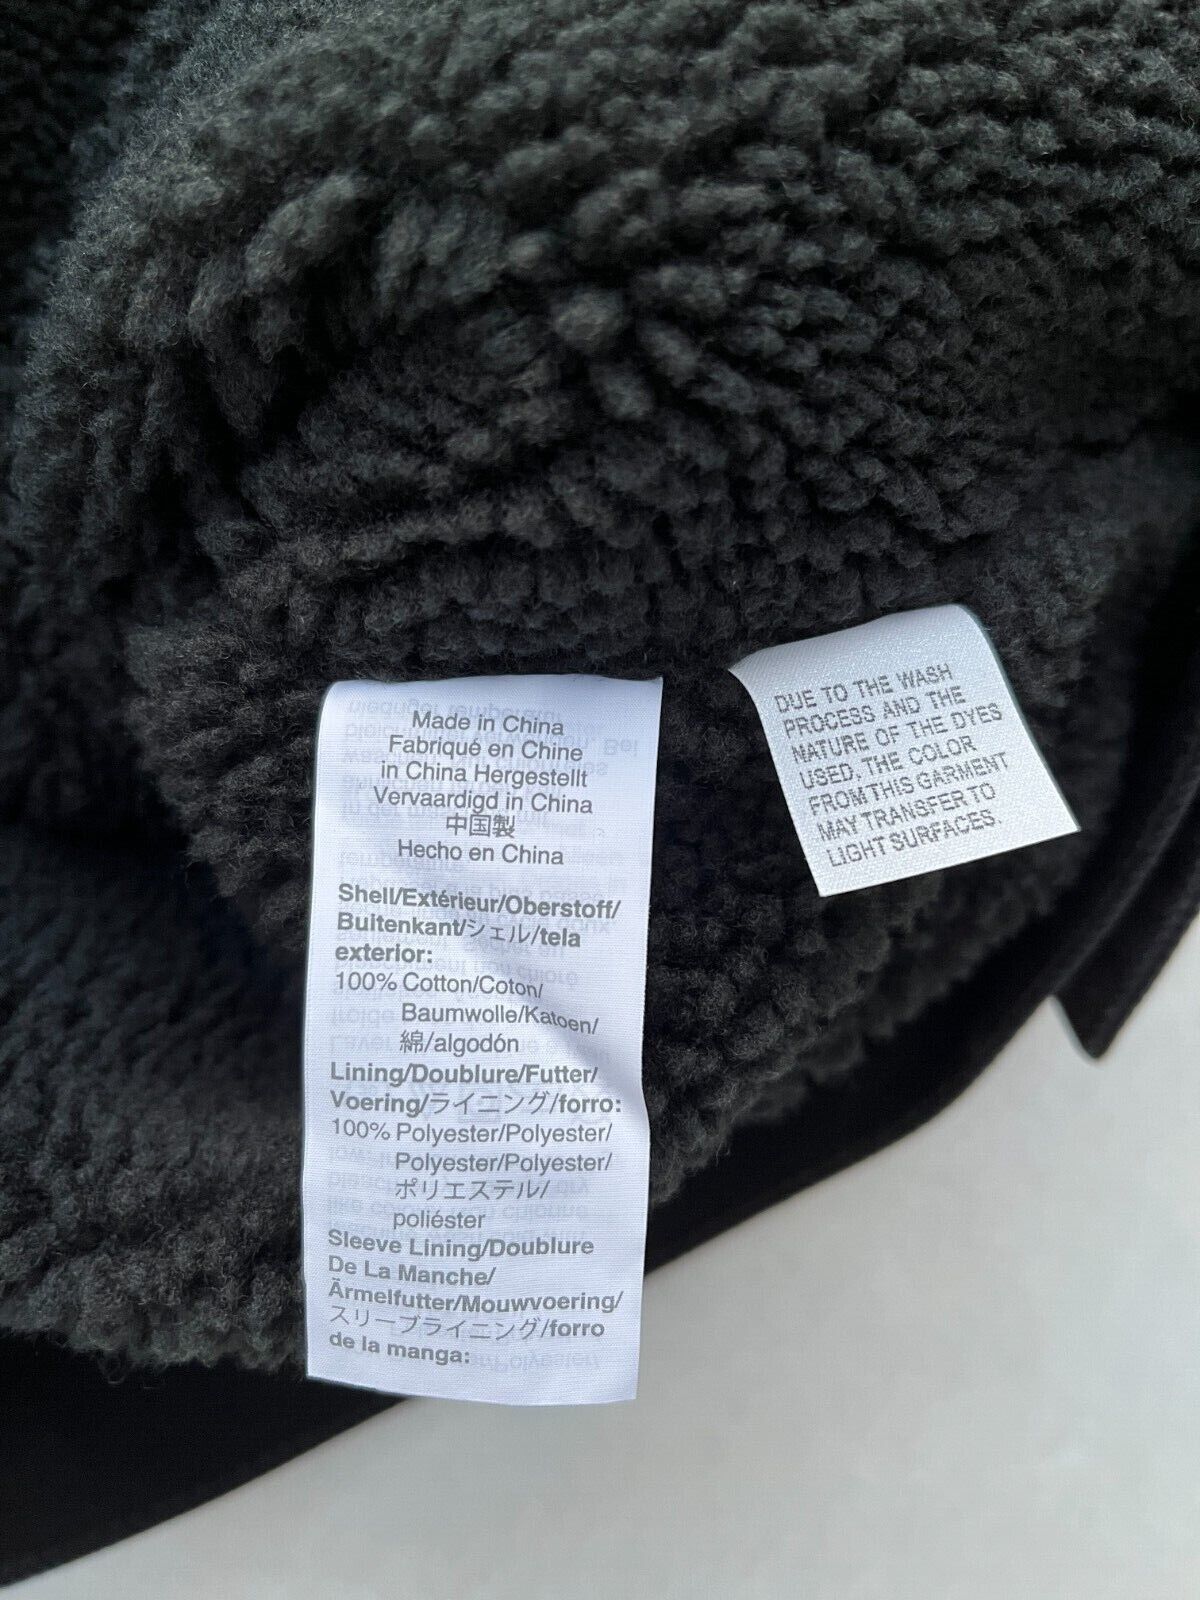 Made in China
Fabriqué en Chine
in China Hergestellt
Vervaardigd in China
中国製
Hecho en China
Shell/Extérieur/Oberstoff/
Buitenkant/シェル/tela
exterior:
100% Cotton/Coton/
Baumwolle/Katoen/
綿/algodón
Lining/Doublure/Futter/
Voering/ライニング/forro:
100% Polyester/Polyester/
Polyester/Polyester/
ポリエステル/
poliéster
Sleeve Lining/Doublure
De La Manche/
Ärmelfutter/Mouwvoering/
スリーブライニング/forro
de la manga:
DUE TO THE WASH
PROCESS AND THE
NATURE OF THE DYES
USED, THE COLOR
FROM THIS GARMENT
MAY TRANSFER TO
LIGHT SURFACES.